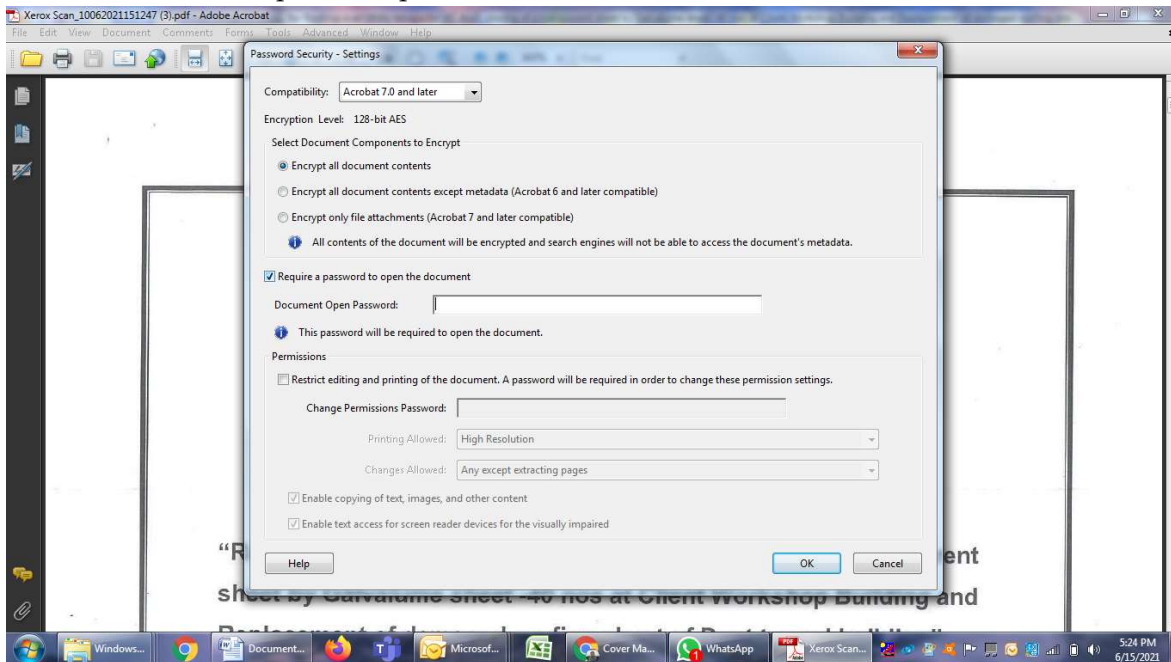 Xerox Scan_10062021151247 (3).pdf - Adobe Acrobat
File Edit View Document Comments Forms Tools Advanced Window Help
Password Security - Settings
Compatibility: Acrobat 7.0 and later
Encryption Level: 128-bit AES
Select Document Components to Encrypt
Encrypt all document contents
Encrypt all document contents except metadata (Acrobat 6 and later compatible)
Encrypt only file attachments (Acrobat 7 and later compatible)
All contents of the document will be encrypted and search engines will not be able to access the document's metadata.
Require a password to open the document
Document Open Password:
This password will be required to open the document.
Permissions
Restrict editing and printing of the document. A password will be required in order to change these permission settings.
Change Permissions Password:
Printing Allowed: High Resolution
Changes Allowed: Any except extracting pages
Enable copying of text, images, and other content
Enable text access for screen reader devices for the visually impaired
Help OK Cancel
sheet by Galvalume sheet -40 nos at Client Workshop Building and
Windows... Document... Microsof... Cover Ma... WhatsApp Xerox Scan... 5:24 PM
6/15/2021